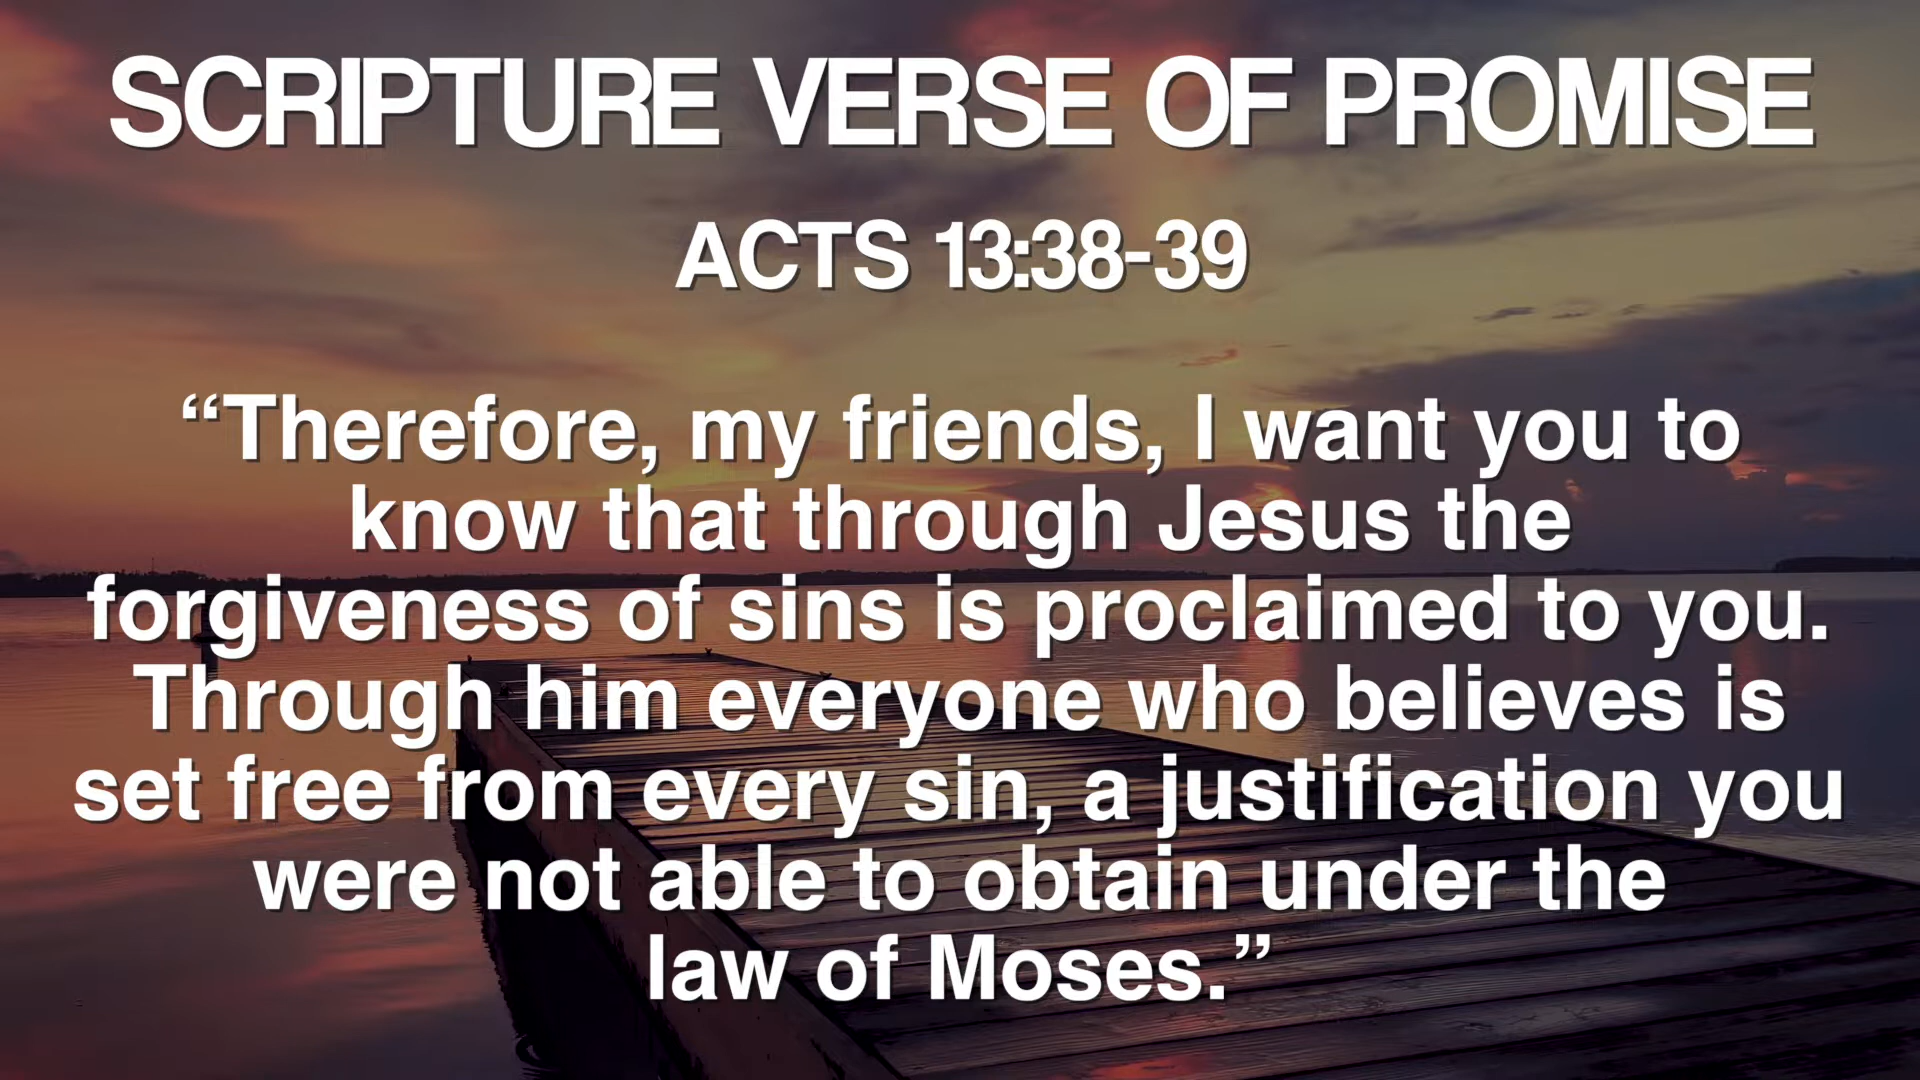 SCRIPTURE VERSE OF PROMISE
ACTS 13:38-39
“Therefore, my friends, I want you to
know that through Jesus the
forgiveness of sins is proclaimed to you.
Through him everyone who believes is
set free from every sin, a justification you
were not able to obtain under the
law of Moses.”